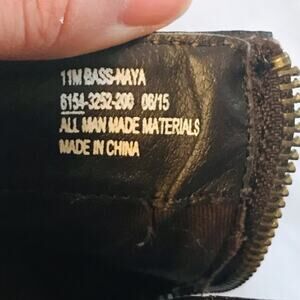 11M BASS-NAYA
6154-3252-200 06/15
ALL MAN MADE MATERIALS
MADE IN CHINA